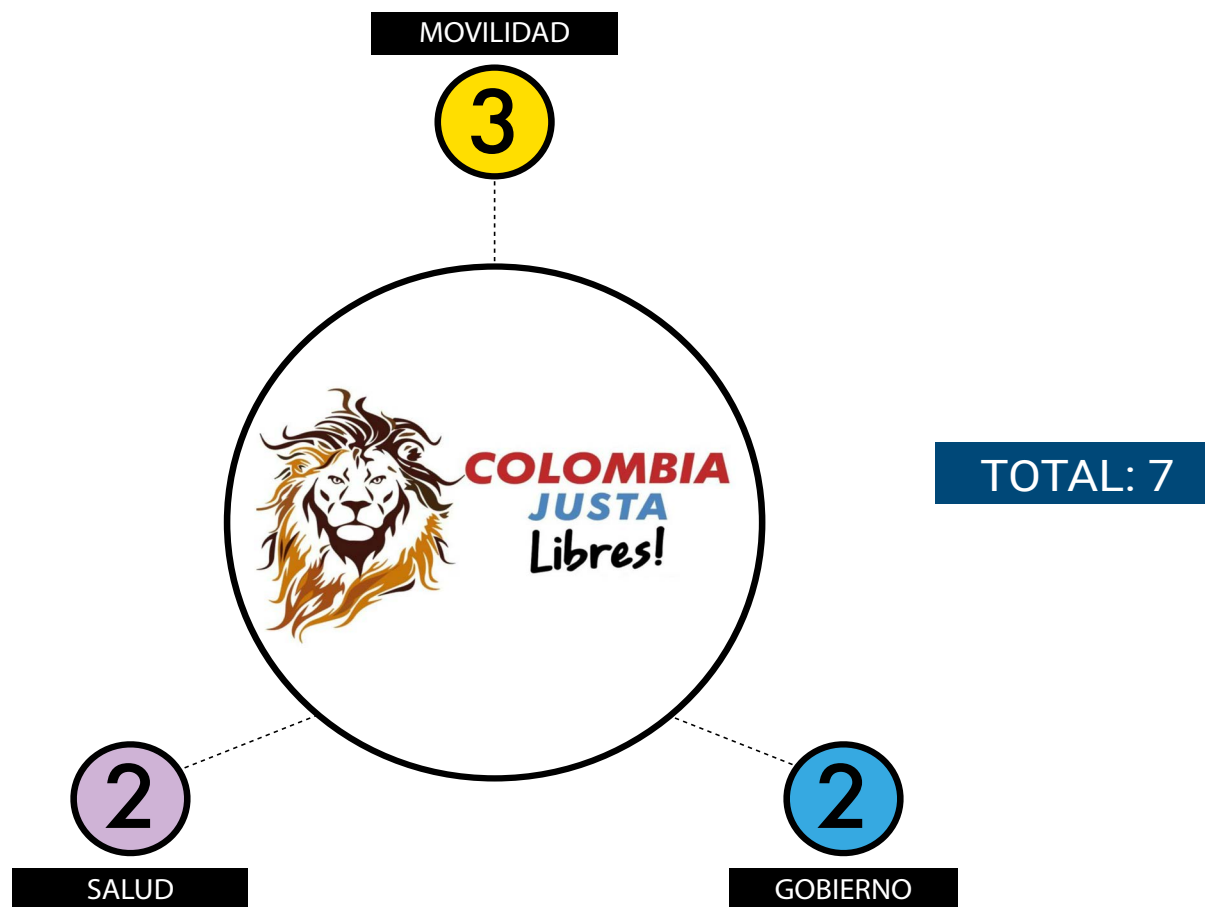 MOVILIDAD
3
COLOMBIA
JUSTA
Libres!
TOTAL: 7
2
2
SALUD
GOBIERNO